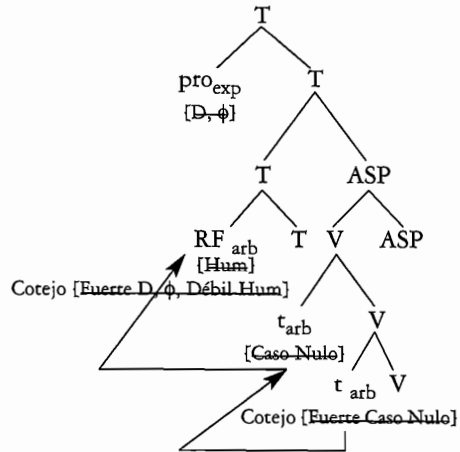 T
pro exp T
{D, ϕ}
T ASP
RF arb T V ASP
{Hum}
Cotejo {Fuerte D, ϕ, Débil Hum}
t arb V
{Caso Nulo}
t arb V
Cotejo {Fuerte Caso Nulo}